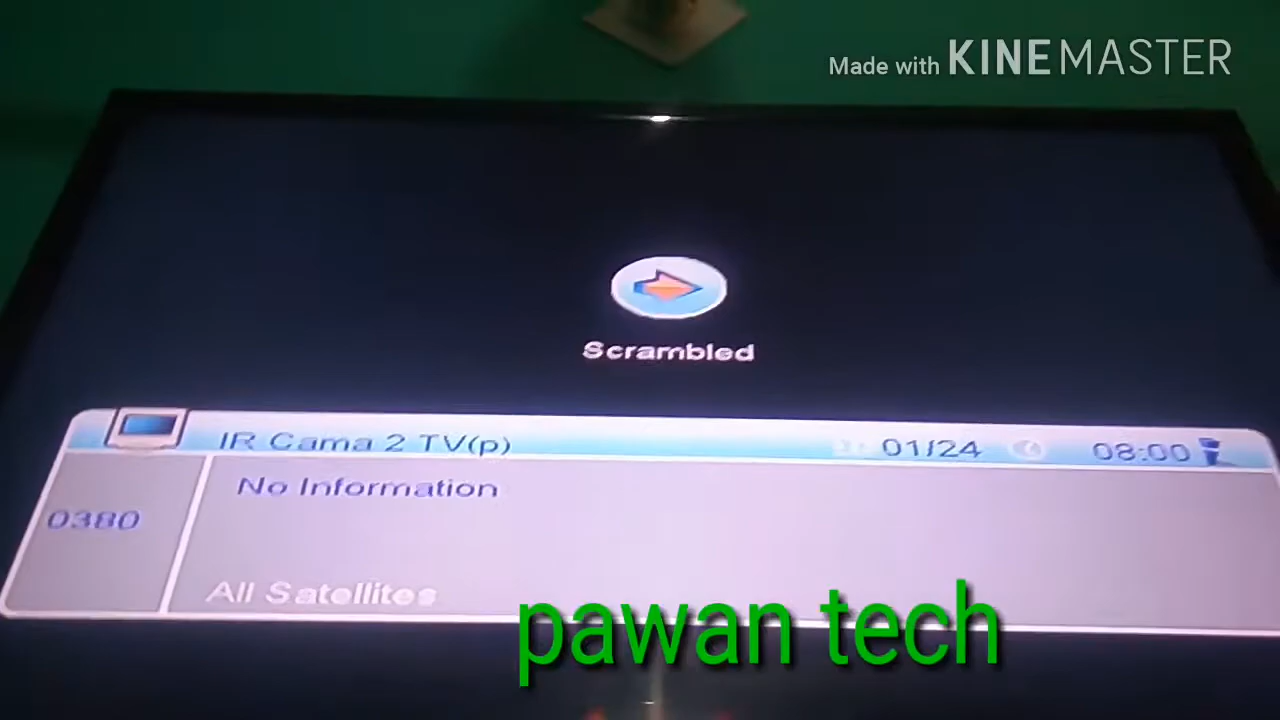 Made with KINEMASTER
Scrambled
IR Cama 2 TV(p)
01/24
08:00
No Information
0380
All Satellites
pawan tech